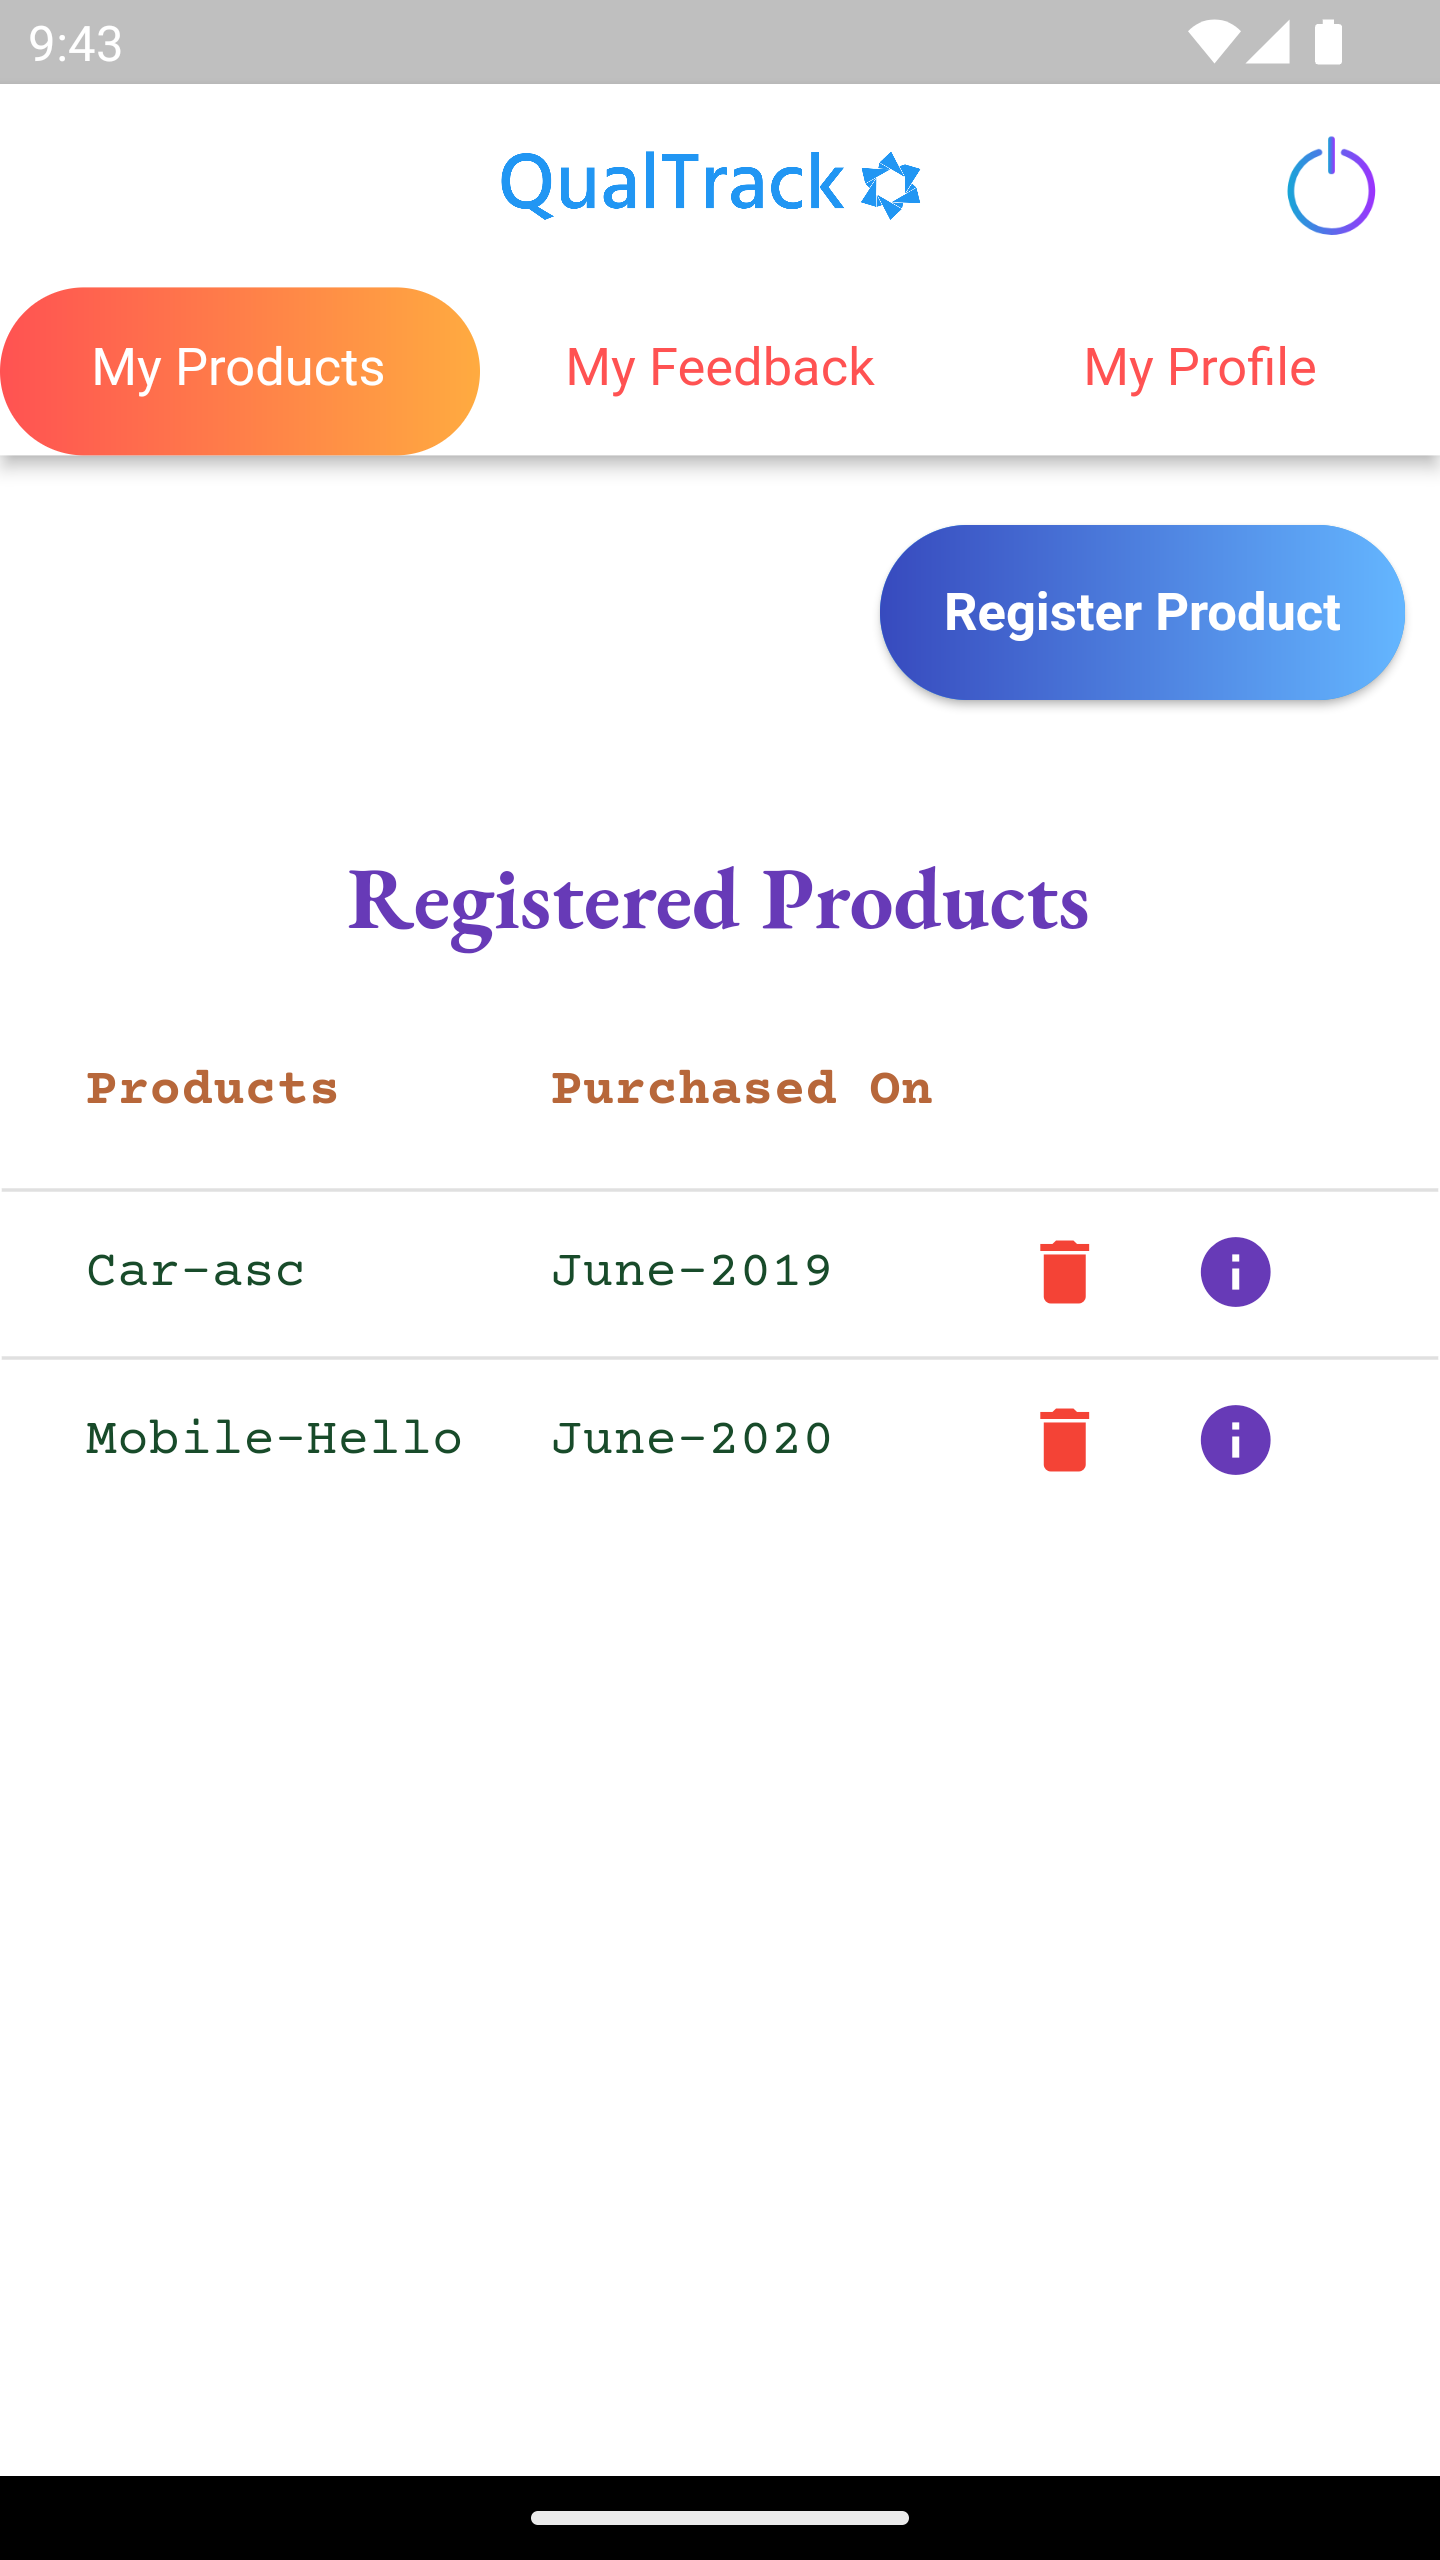 9:43
QualTrack
My Products My Feedback My Profile
Register Product
Registered Products
Products Purchased On
Car-asc June-2019
Mobile-Hello June-2020